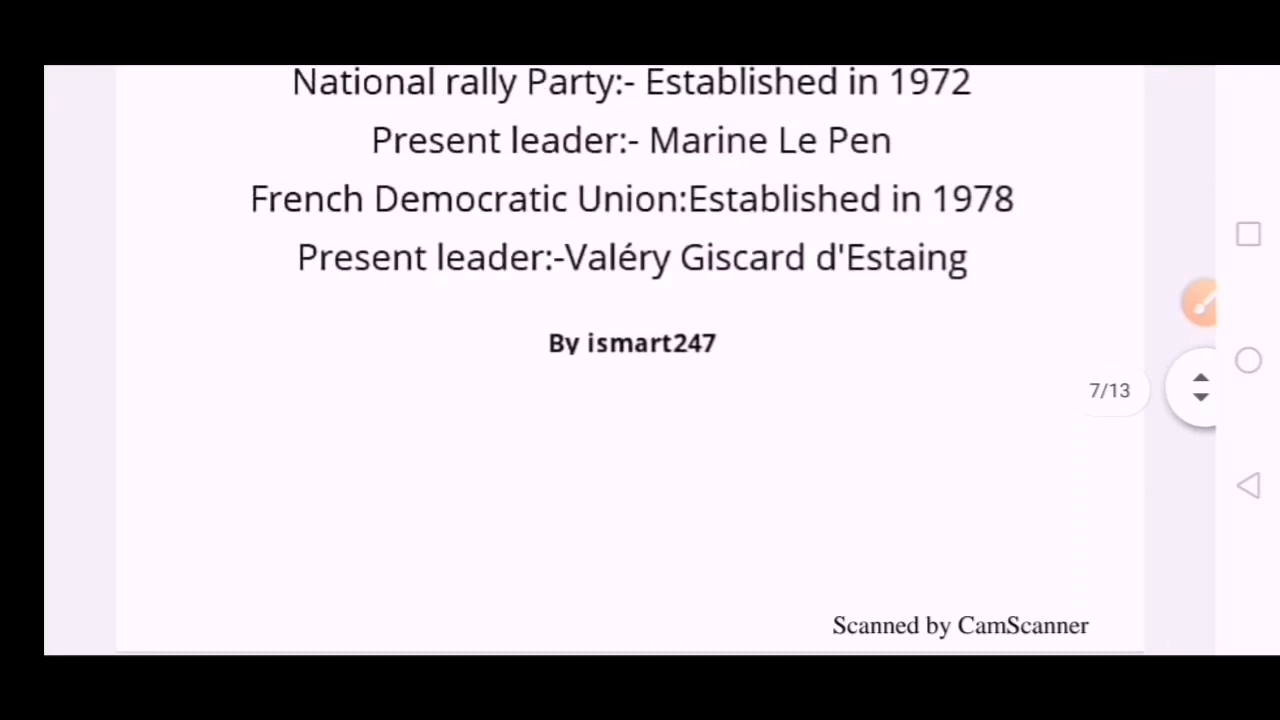 National rally Party:- Established in 1972
Present leader:- Marine Le Pen
French Democratic Union:Established in 1978
Present leader:-Valéry Giscard d'Estaing
By ismart247
7/13
Scanned by CamScanner